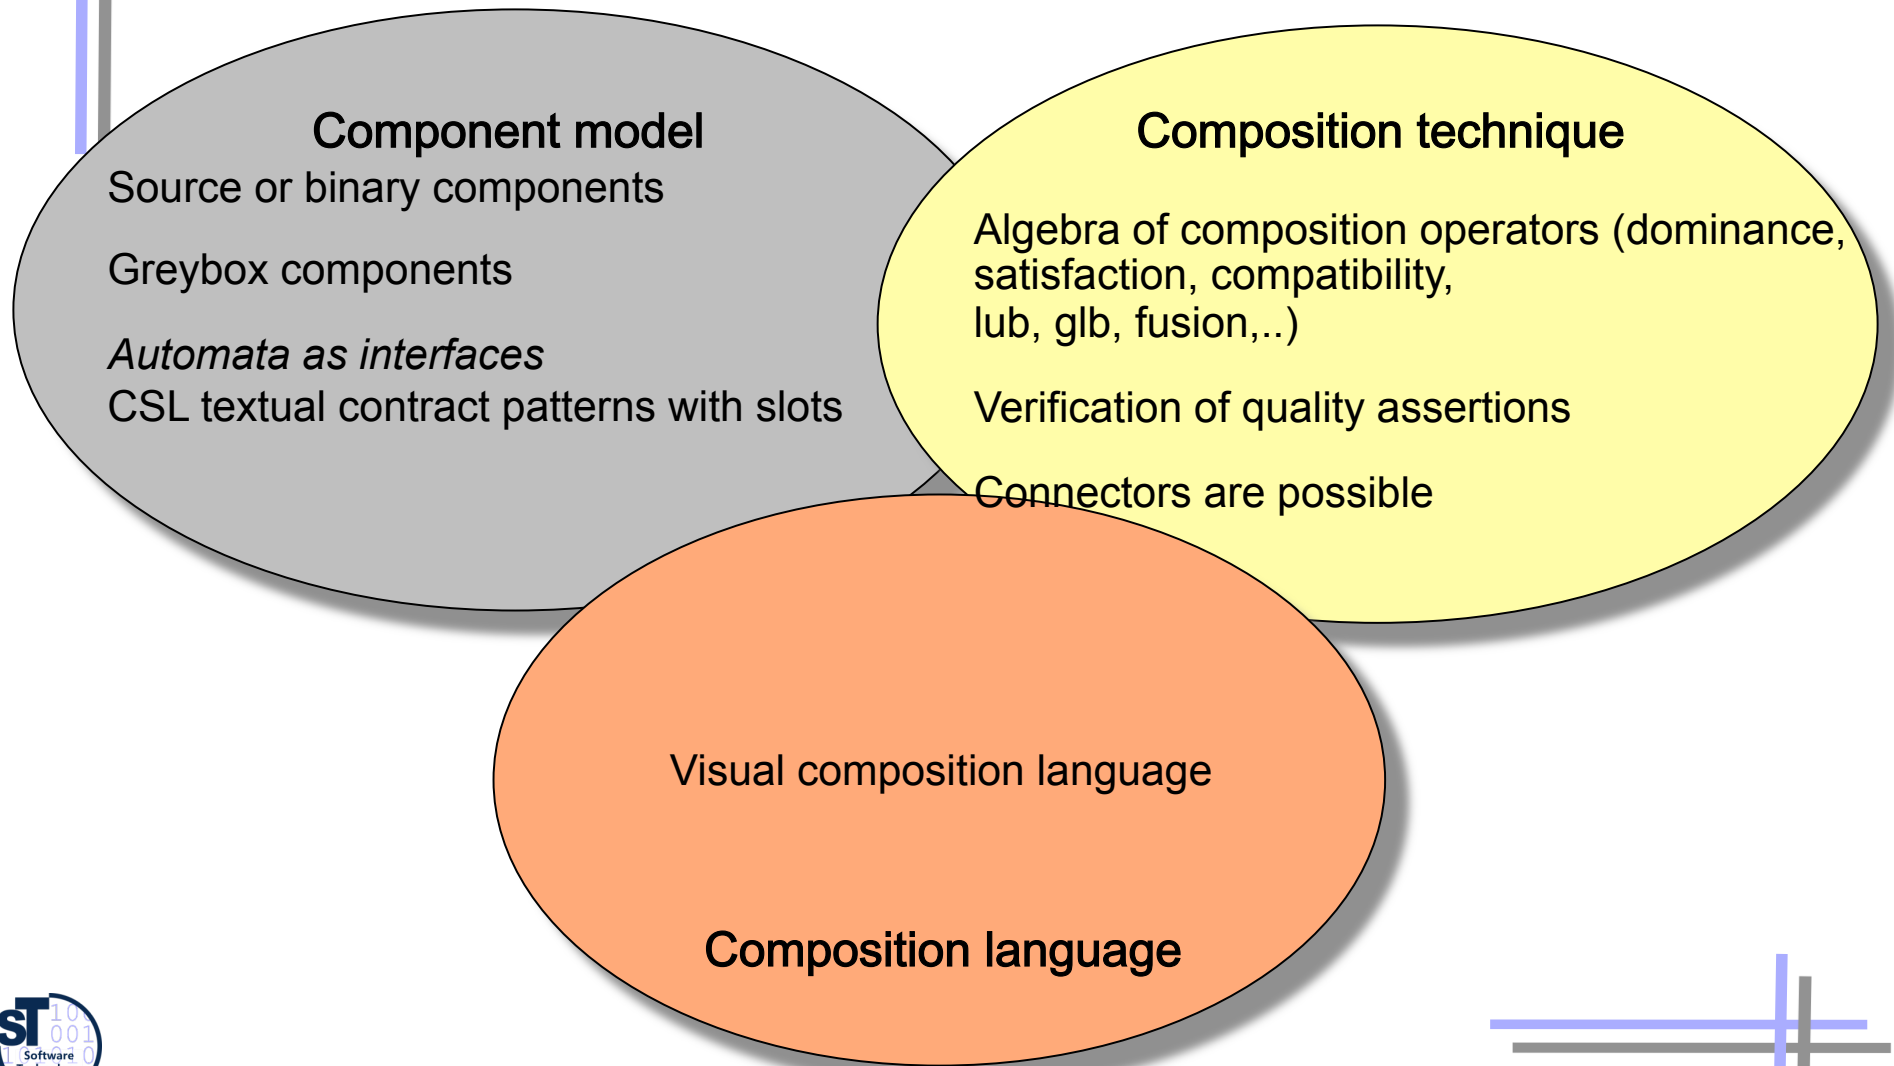 Component model
Source or binary components
Greybox components
Automata as interfaces
CSL textual contract patterns with slots
Composition technique
Algebra of composition operators (dominance,
satisfaction, compatibility,
lub, glb, fusion,..)
Verification of quality assertions
Connectors are possible
Visual composition language
Composition language
ST
Software